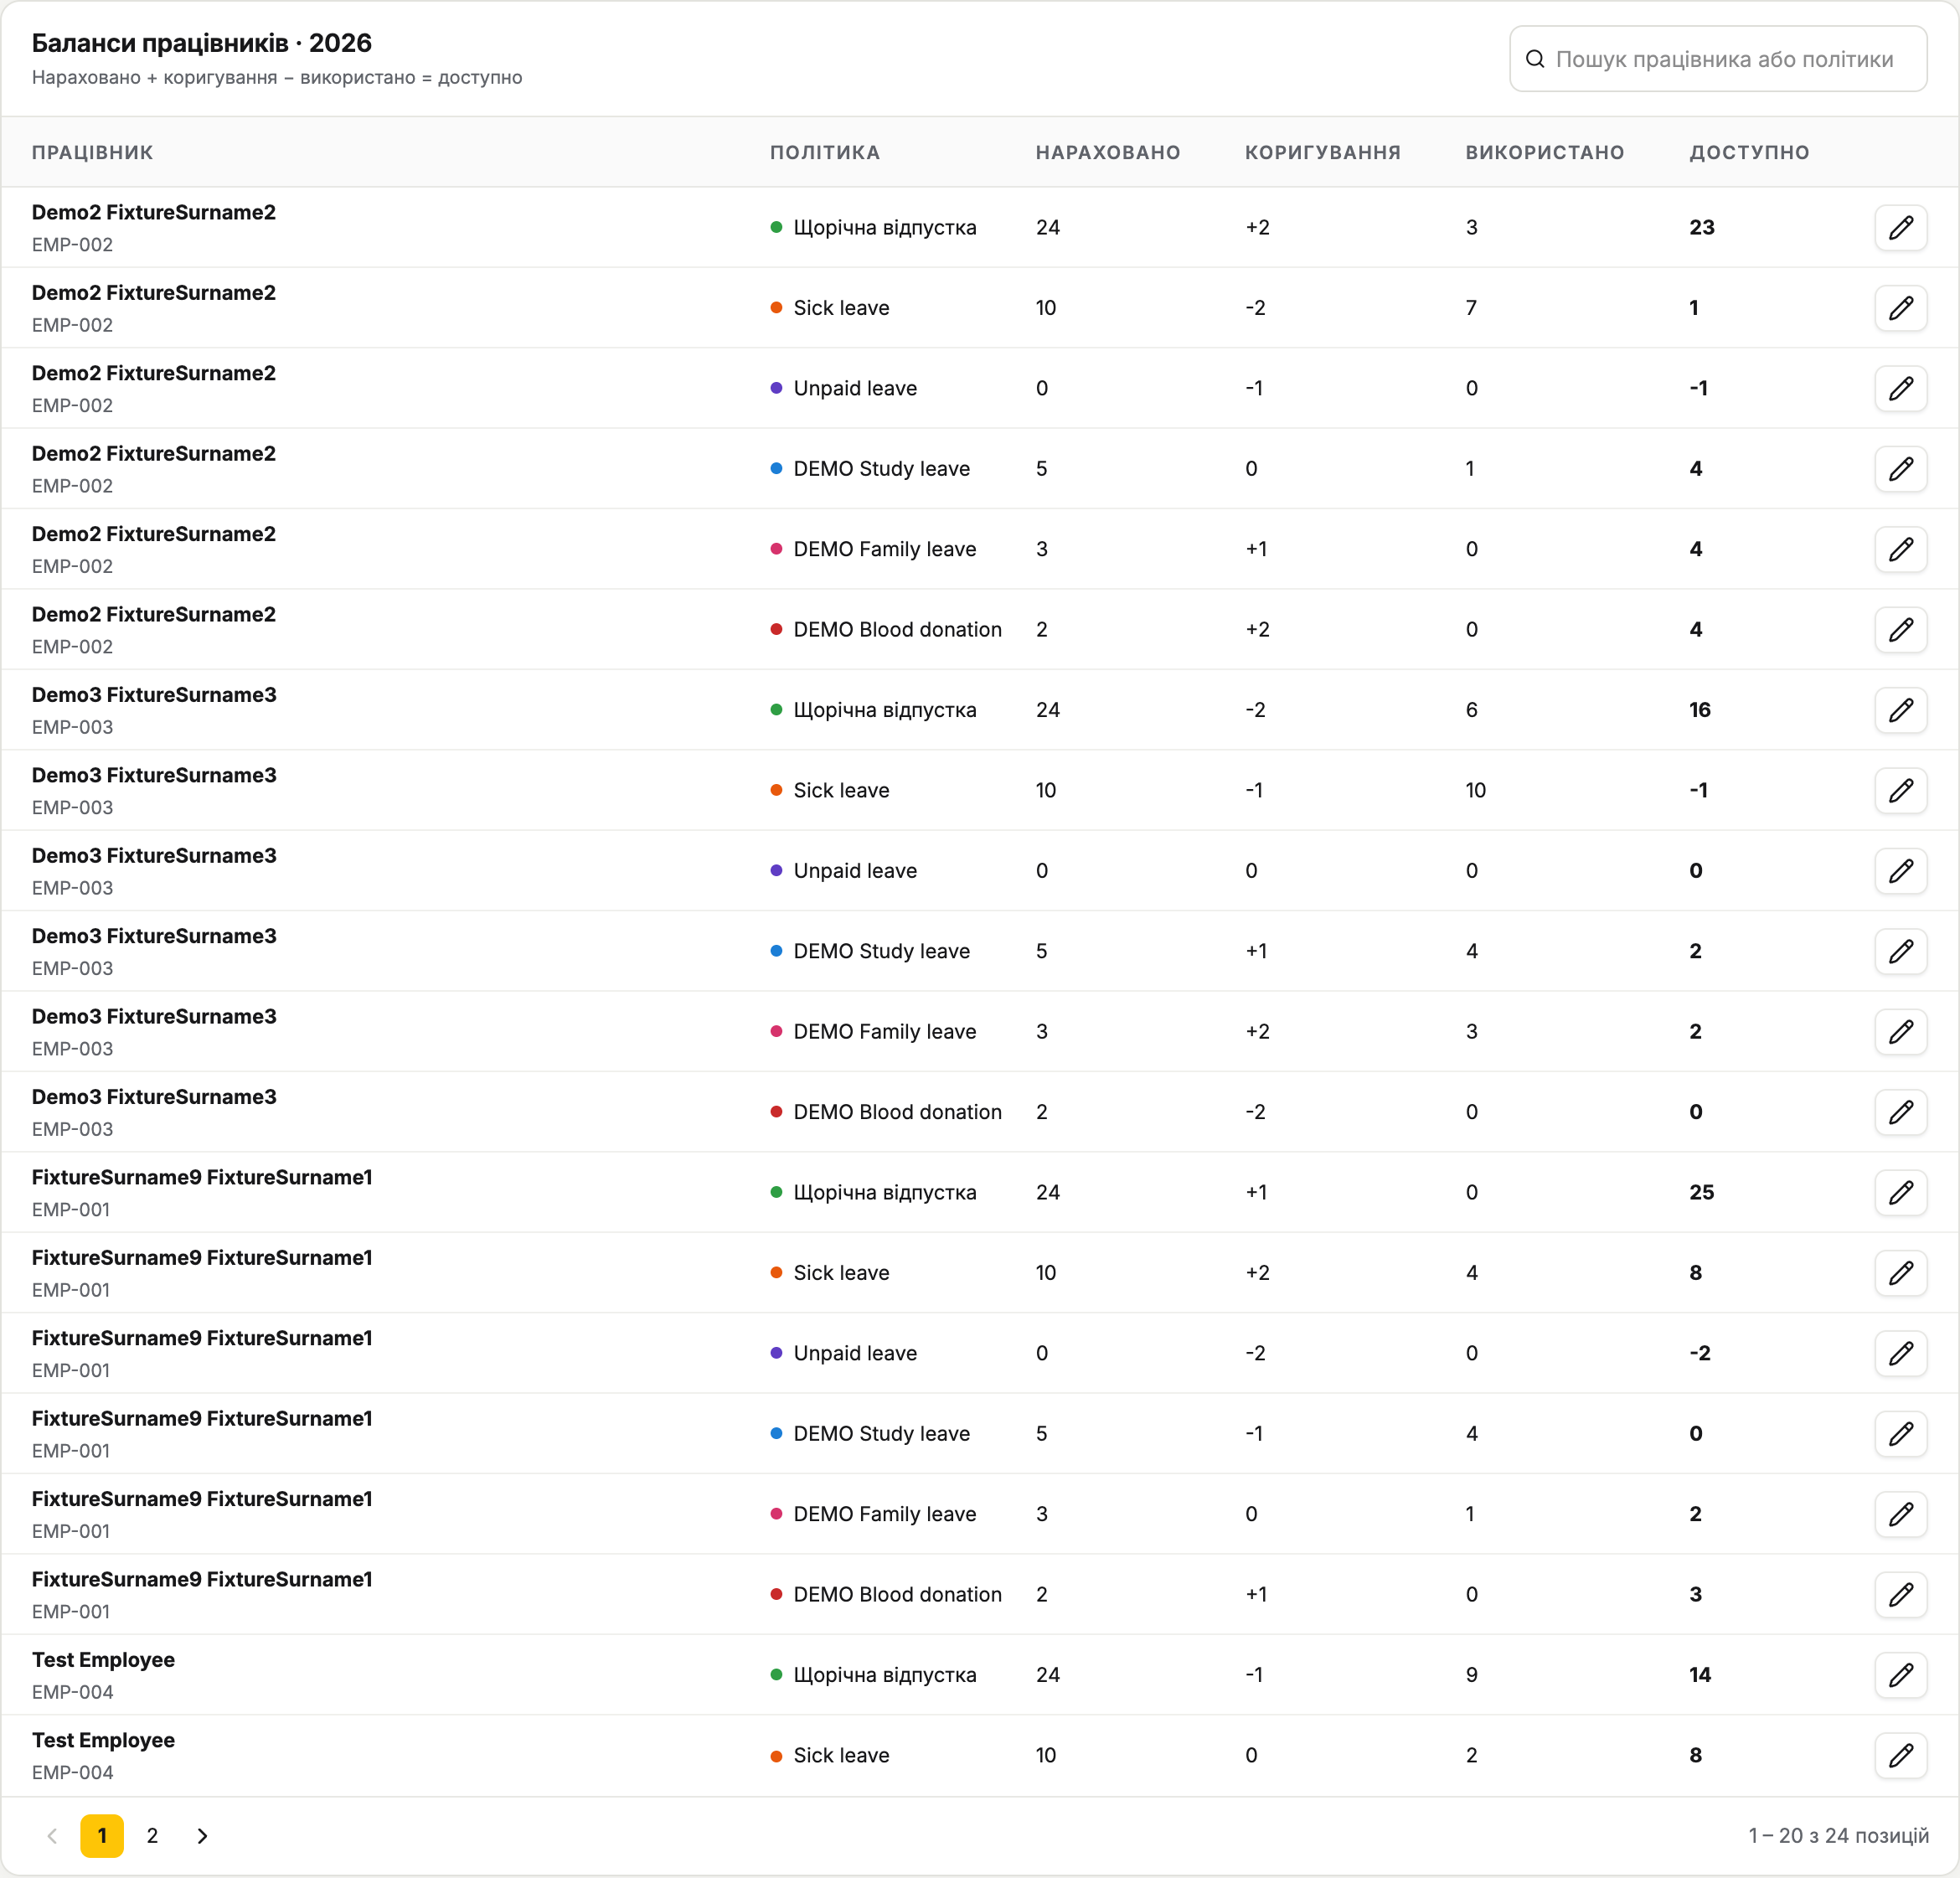 Баланси працівників · 2026
Нараховано + коригування – використано = доступно
Пошук працівника або політики
ПРАЦІВНИК ПОЛІТИКА НАРАХОВАНО КОРИГУВАННЯ ВИКОРИСТАНО ДОСТУПНО
Demo2 FixtureSurname2
EMP-002
Щорічна відпустка 24 +2 3 23
Demo2 FixtureSurname2
EMP-002
Sick leave 10 -2 7 1
Demo2 FixtureSurname2
EMP-002
Unpaid leave 0 -1 0 -1
Demo2 FixtureSurname2
EMP-002
DEMO Study leave 5 0 1 4
Demo2 FixtureSurname2
EMP-002
DEMO Family leave 3 +1 0 4
Demo2 FixtureSurname2
EMP-002
DEMO Blood donation 2 +2 0 4
Demo3 FixtureSurname3
EMP-003
Щорічна відпустка 24 -2 6 16
Demo3 FixtureSurname3
EMP-003
Sick leave 10 -1 10 -1
Demo3 FixtureSurname3
EMP-003
Unpaid leave 0 0 0 0
Demo3 FixtureSurname3
EMP-003
DEMO Study leave 5 +1 4 2
Demo3 FixtureSurname3
EMP-003
DEMO Family leave 3 +2 3 2
Demo3 FixtureSurname3
EMP-003
DEMO Blood donation 2 -2 0 0
FixtureSurname9 FixtureSurname1
EMP-001
Щорічна відпустка 24 +1 0 25
FixtureSurname9 FixtureSurname1
EMP-001
Sick leave 10 +2 4 8
FixtureSurname9 FixtureSurname1
EMP-001
Unpaid leave 0 -2 0 -2
FixtureSurname9 FixtureSurname1
EMP-001
DEMO Study leave 5 -1 4 0
FixtureSurname9 FixtureSurname1
EMP-001
DEMO Family leave 3 0 1 2
FixtureSurname9 FixtureSurname1
EMP-001
DEMO Blood donation 2 +1 0 3
Test Employee
EMP-004
Щорічна відпустка 24 -1 9 14
Test Employee
EMP-004
Sick leave 10 0 2 8
1 2
1 – 20 з 24 позицій